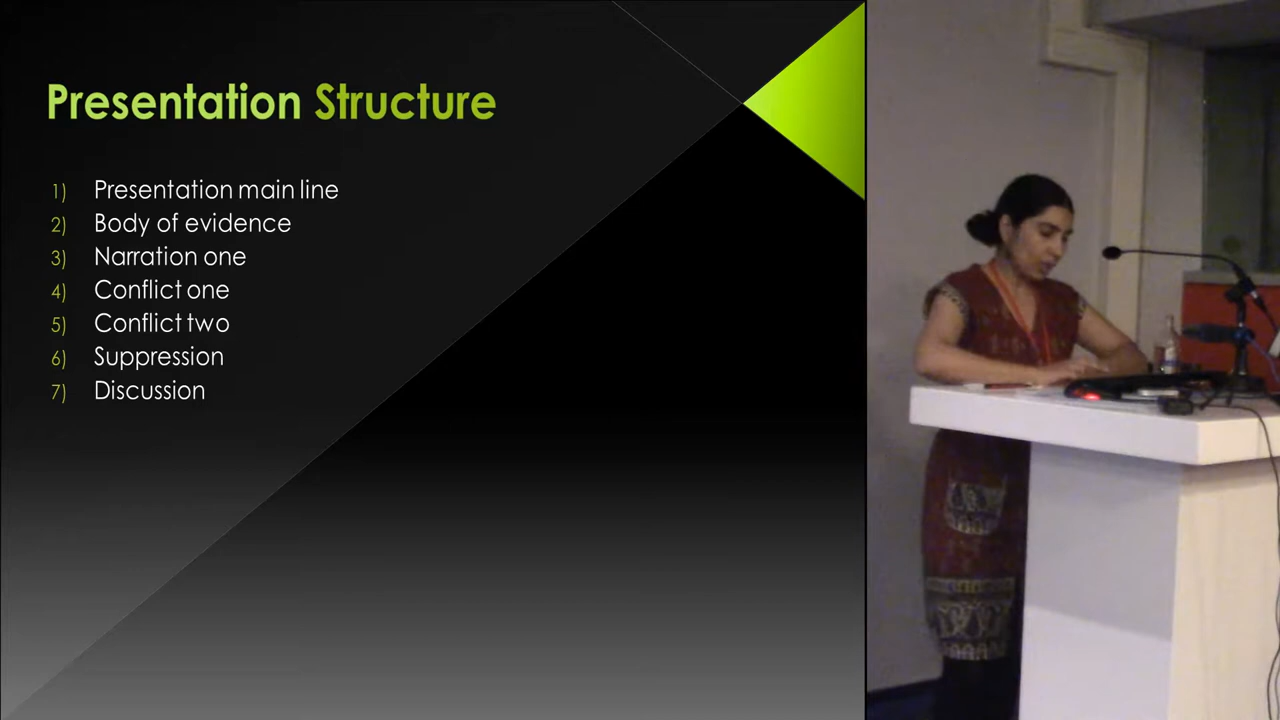 Presentation Structure
1) Presentation main line
2) Body of evidence
3) Narration one
4) Conflict one
5) Conflict two
6) Suppression
7) Discussion